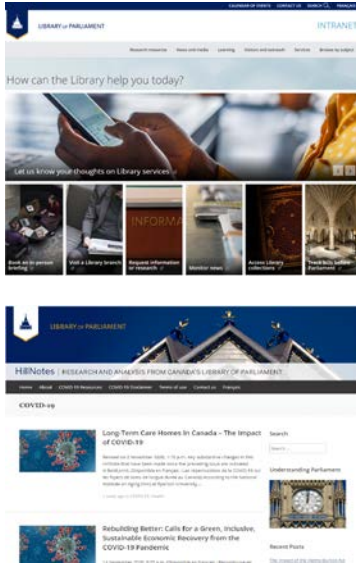 CALENDAR OF EVENTS CONTACT US SEARCH FRANÇAIS
LIBRARY OF PARLIAMENT
INTRANET
Research resources News and media Learning Visitors and outreach Services Browse by subject
How can the Library help you today?
Let us know your thoughts on Library services
INFORMA
Book an in-person briefing
Visit a Library branch
Request information or research
Monitor news
Access Library collections
Track bills before Parliament
LIBRARY OF PARLIAMENT
HillNotes | RESEARCH AND ANALYSIS FROM CANADA'S LIBRARY OF PARLIAMENT
Home About COVID-19 Resources COVID-19 Disclaimer Terms of use Contact us Français
COVID-19
Long-Term Care Homes in Canada – The Impact
of COVID-19
Search
Understanding Parliament
Rebuilding Better: Calls for a Green, Inclusive,
Sustainable Economic Recovery from the
COVID-19 Pandemic
Recent Posts